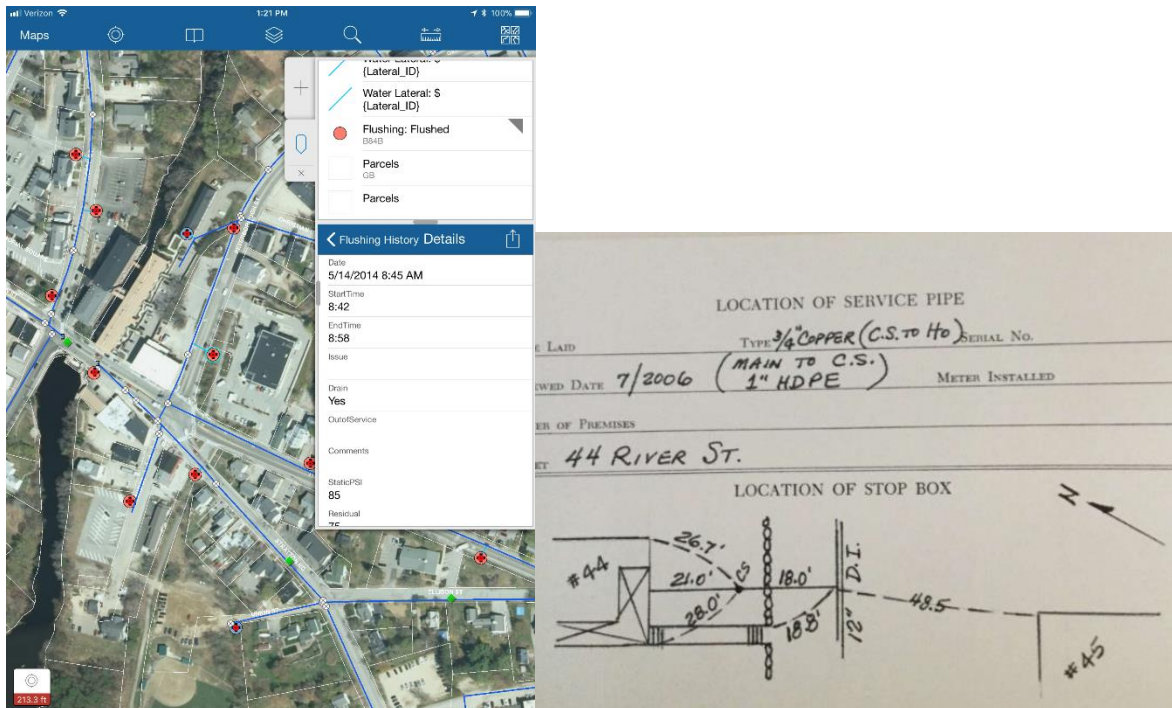 Verizon
1:21 PM
100%
Maps
{Lateral_ID}
Water Lateral: $
{Lateral_ID}
Flushing: Flushed
B84B
Parcels
GB
Parcels
Flushing History Details
Date
5/14/2014 8:45 AM
StartTime
8:42
EndTime
8:58
Issue
Drain
Yes
OutofService
Comments
StaticPSI
85
Residual
75
213.3 ft
LOCATION OF SERVICE PIPE
LAID TYPE 3/4" COPPER (C.S. TO HO) SERIAL NO.
DATE 7/2006 (MAIN TO C.S.) METER INSTALLED
1" HDPE
OF PREMISES
44 RIVER ST.
LOCATION OF STOP BOX
N
#44
26.7'
21.0'
CS
18.0'
28.0'
18.8'
12" D.I.
48.5
#45